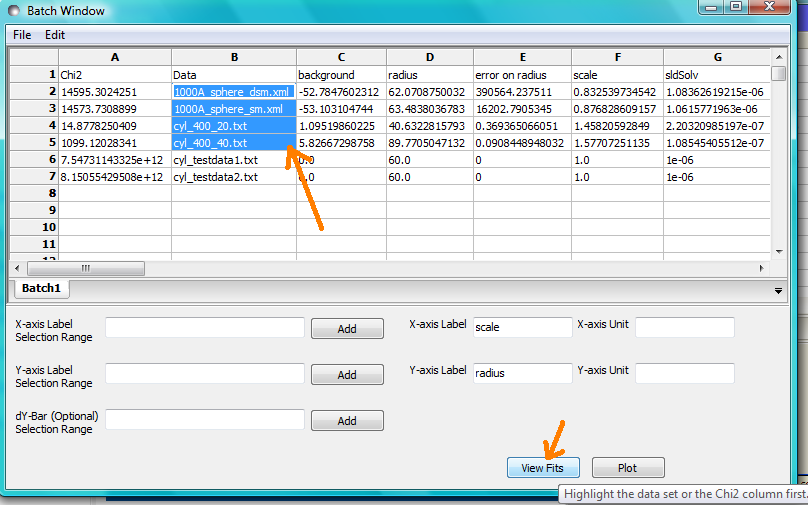 Batch Window
File Edit
A B C D E F G
1 Chi2 Data background radius error on radius scale sldSolv
2 14595.3024251 1000A_sphere_dsm.xml -52.7847602312 62.0708750032 390564.237511 0.832539734542 1.08362619215e-06
3 14573.7308899 1000A_sphere_sm.xml -53.103104744 63.4838036783 16202.7905345 0.876828609157 1.0615771963e-06
4 14.8778250409 cyl_400_20.txt 1.09519860225 40.6322815793 0.369365066051 1.45820592849 2.20320985197e-07
5 1099.12028341 cyl_400_40.txt 5.82667298758 89.7705047132 0.0908448948032 1.57707251135 1.08545405512e-07
6 7.54731143325e+12 cyl_testdata1.txt 0.0 60.0 0 1.0 1e-06
7 8.15055429508e+12 cyl_testdata2.txt 0.0 60.0 0 1.0 1e-06
8
9
10
11
Batch1
X-axis Label Selection Range Add X-axis Label scale X-axis Unit
Y-axis Label Selection Range Add Y-axis Label radius Y-axis Unit
dY-Bar (Optional) Selection Range Add
View Fits Plot
Highlight the data set or the Chi2 column first.